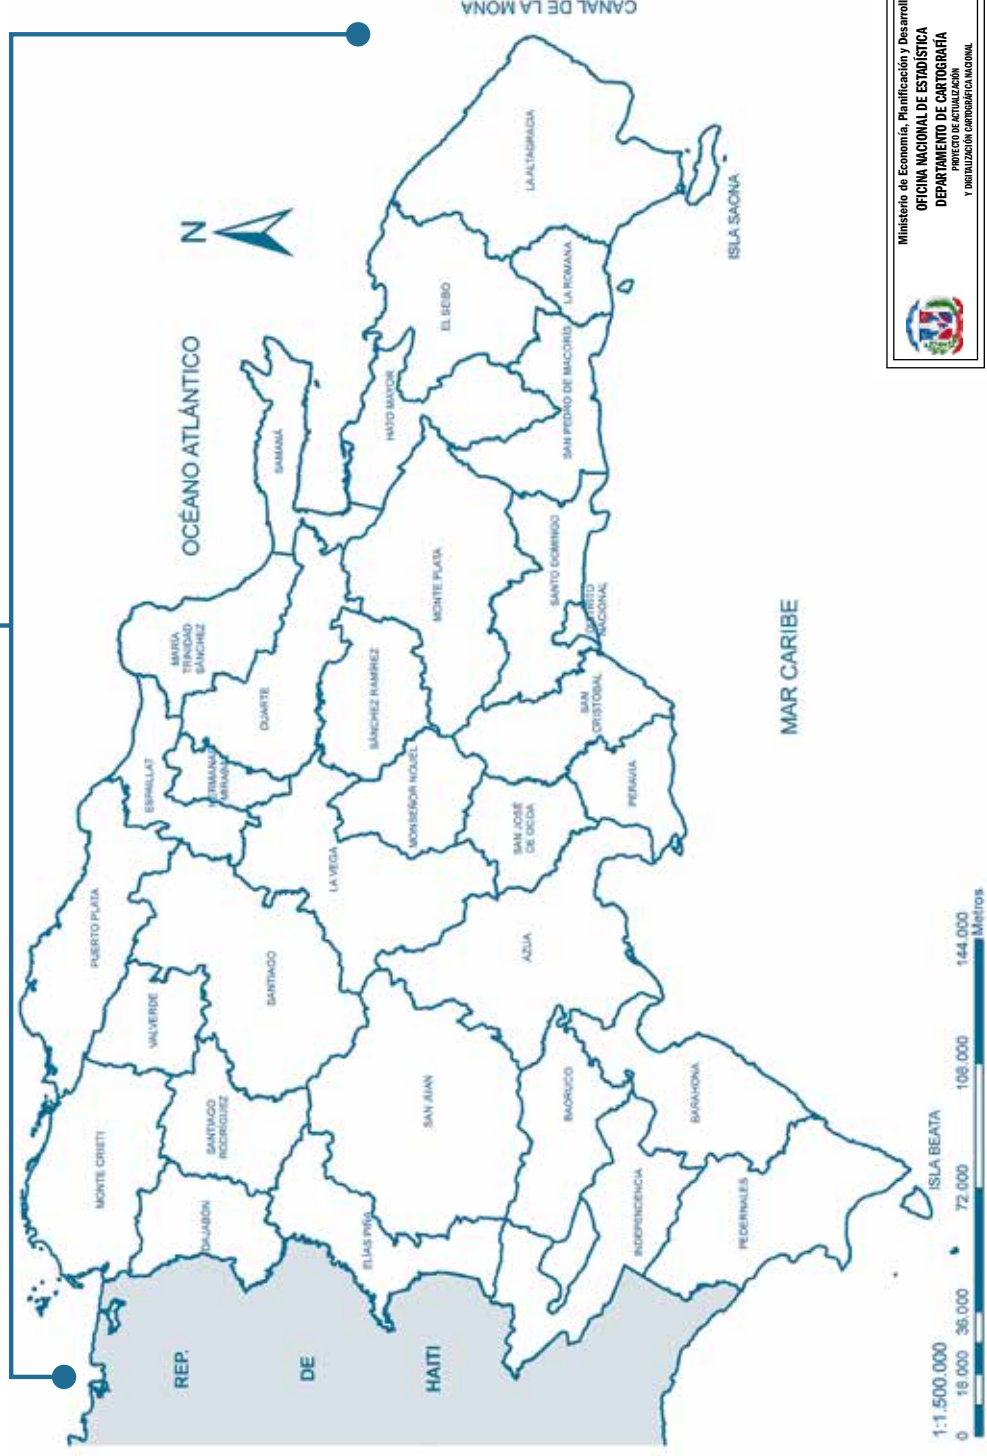 CANAL DE LA MONA
N
OCÉANO ATLÁNTICO
MONTE CRISTI
PUERTO PLATA
ESPAILLAT
MARÍA
TRINIDAD
SÁNCHEZ
VALVERDE
DAJABÓN
SANTIAGO
RODRÍGUEZ
SANTIAGO
HERMANAS
MIRABAL
DUARTE
SAMANÁ
LA VEGA
SÁNCHEZ RAMÍREZ
HATO MAYOR
ELÍAS PIÑA
SAN JUAN
MONSEÑOR NOUEL
MONTE PLATA
EL SEIBO
LA ALTAGRACIA
AZUA
SAN JOSÉ
DE OCOA
SANTO DOMINGO
SAN PEDRO DE MACORÍS
LA ROMANA
BAORUCO
SAN
CRISTÓBAL
DISTRITO
NACIONAL
INDEPENDENCIA
PERAVIA
BARAHONA
PEDERNALES
ISLA SAONA
MAR CARIBE
ISLA BEATA
REP.
DE
HAITI
1:1.500.000
0 18.000 36.000 72.000 108.000 144.000
Metros
Ministerio de Economía, Planificación y Desarroll
OFICINA NACIONAL DE ESTADÍSTICA
DEPARTAMENTO DE CARTOGRAFÍA
PROYECTO DE ACTUALIZACIÓN
Y DIGITALIZACIÓN CARTOGRÁFICA NACIONAL